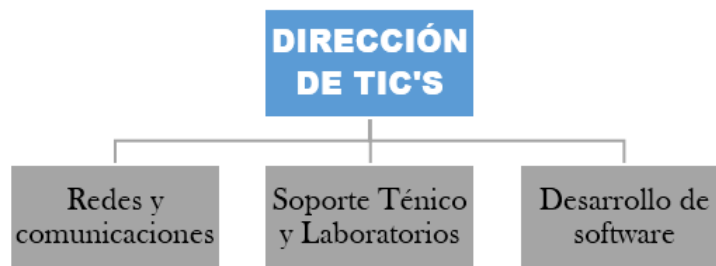 DIRECCIÓN
DE TIC'S
Redes y
comunicaciones
Soporte Ténico
y Laboratorios
Desarrollo de
software